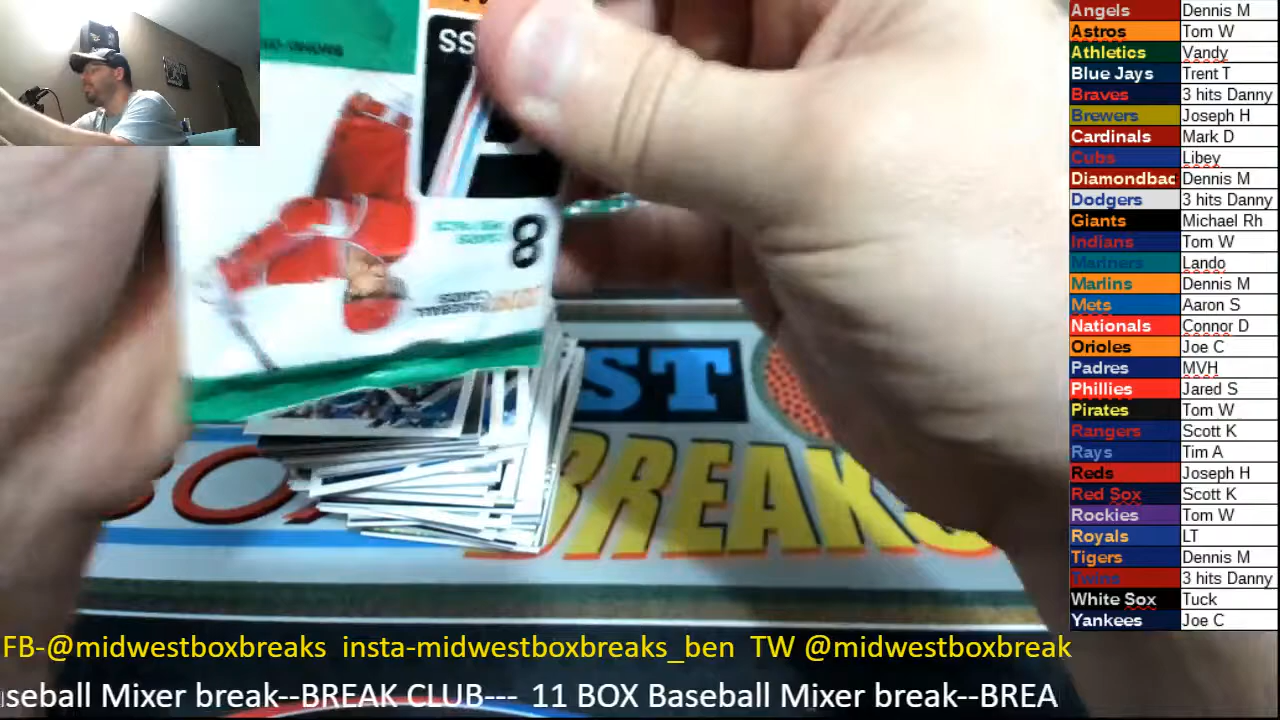 SS
8
ST
BREAKS
Angels Dennis M
Astros Tom W
Athletics Vandy
Blue Jays Trent T
Braves 3 hits Danny
Brewers Joseph H
Cardinals Mark D
Cubs Libey
Diamondbac Dennis M
Dodgers 3 hits Danny
Giants Michael Rh
Indians Tom W
Mariners Lando
Marlins Dennis M
Mets Aaron S
Nationals Connor D
Orioles Joe C
Padres MVH
Phillies Jared S
Pirates Tom W
Rangers Scott K
Rays Tim A
Reds Joseph H
Red Sox Scott K
Rockies Tom W
Royals LT
Tigers Dennis M
Twins 3 hits Danny
White Sox Tuck
Yankees Joe C
FB-@midwestboxbreaks insta-midwestboxbreaks_ben TW @midwestboxbreak
seball Mixer break--BREAK CLUB--- 11 BOX Baseball Mixer break--BREA